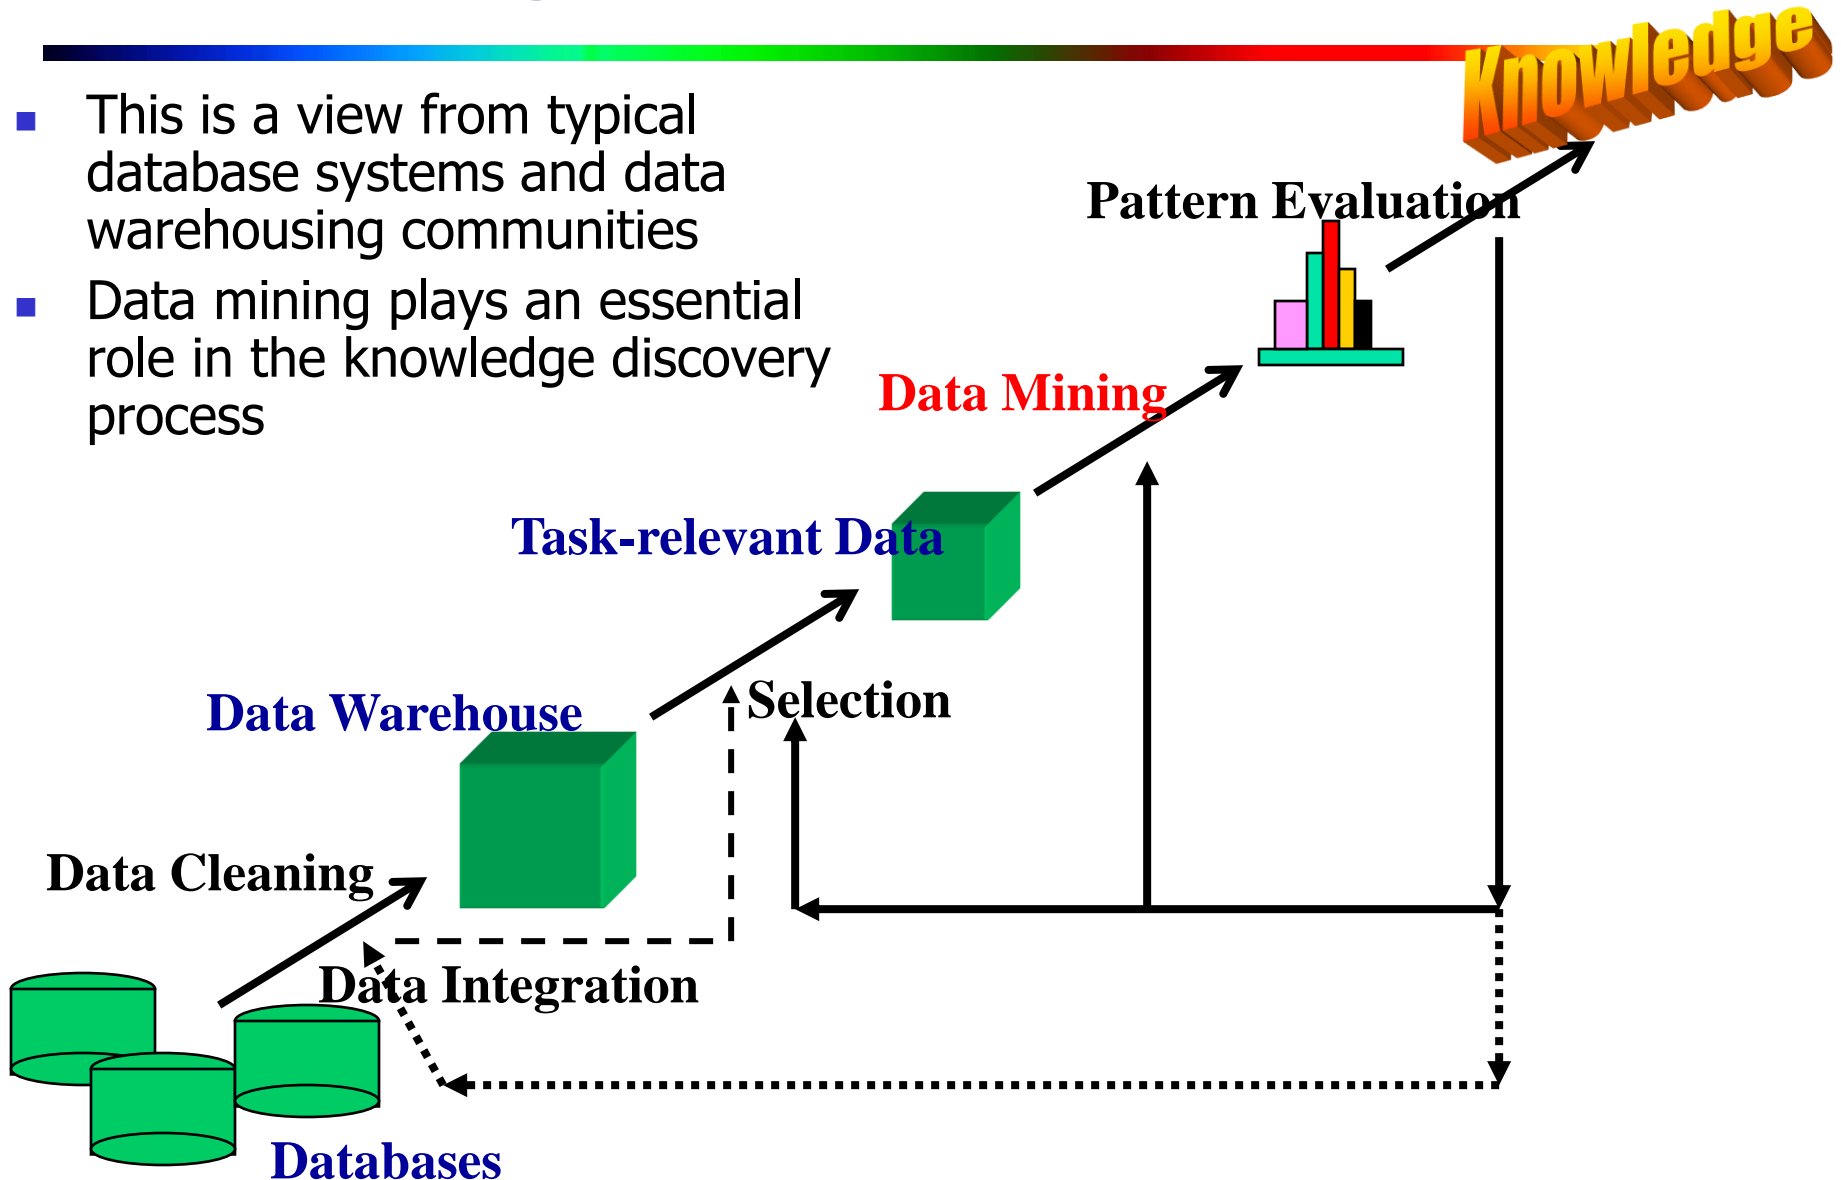 Knowledge
This is a view from typical
database systems and data
warehousing communities
Data mining plays an essential
role in the knowledge discovery
process
Pattern Evaluation
Data Mining
Task-relevant Data
Selection
Data Warehouse
Data Cleaning
Data Integration
Databases